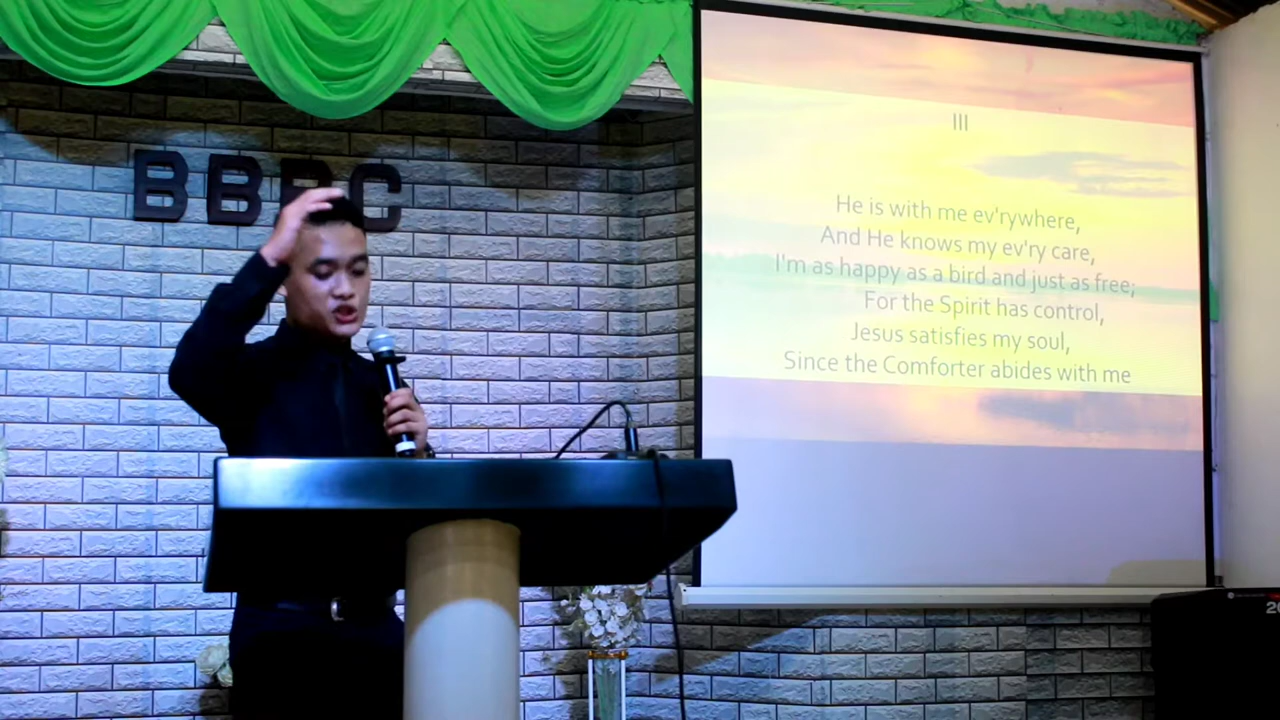 BBBC
III
He is with me ev'rywhere,
And He knows my ev'ry care,
I'm as happy as a bird and just as free;
For the Spirit has control,
Jesus satisfies my soul,
Since the Comforter abides with me